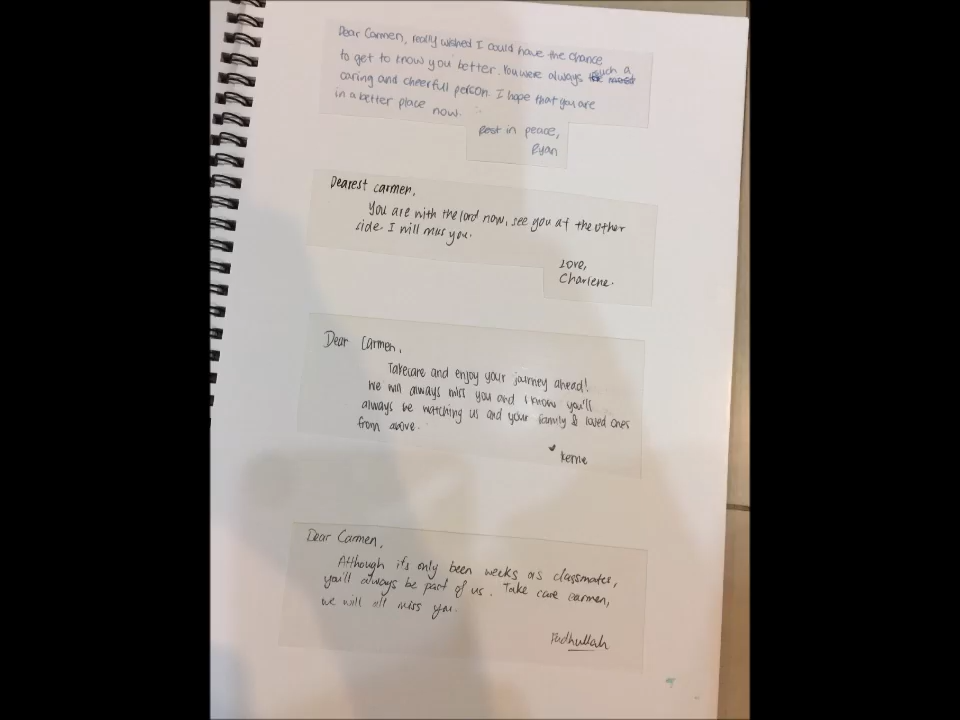 Dear Carmen, really wished I could have the chance
to get to know you better. You were always such a
caring and cheerfull person. I hope that you are
in a better place now.
Rest in peace,
Ryan
Dearest carmen,
You are with the lord now, see you at the other
side. I will miss you.
Love,
Charlene.
Dear Carmen,
Takecare and enjoy your journey ahead!
We will always miss you and I know you'll
always be watching us and your family & loved ones
from above.
Kerne
Dear Carmen,
Although it's only been weeks as classmates,
you'll always be part of us. Take care carmen,
we will all miss you.